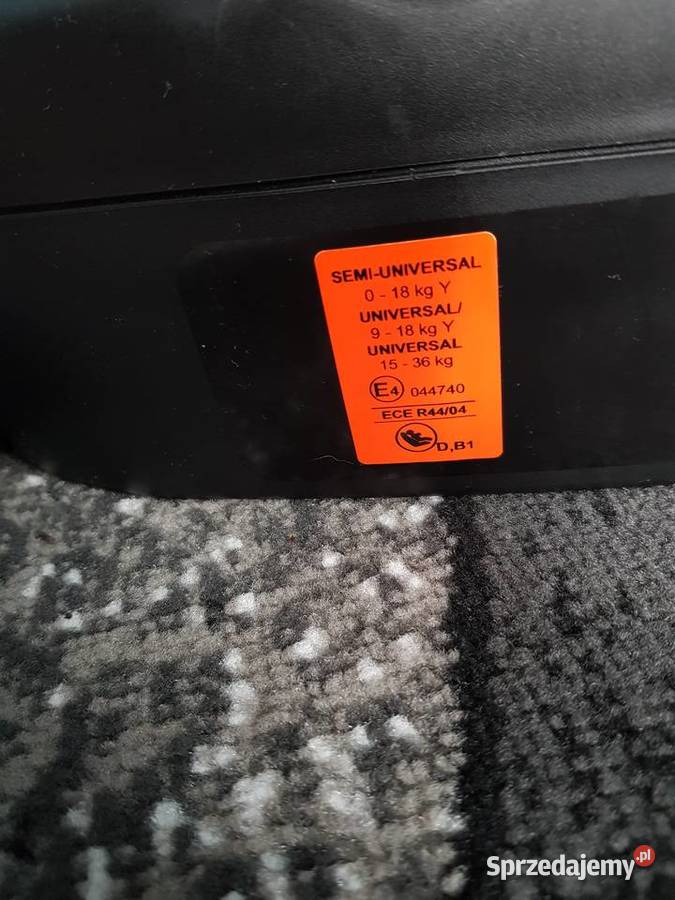 SEMI-UNIVERSAL
0 - 18 kg Y
UNIVERSAL/
9 - 18 kg Y
UNIVERSAL
15 - 36 kg
E4 044740
ECE R44/04
D,B1
Sprzedajemy.pl